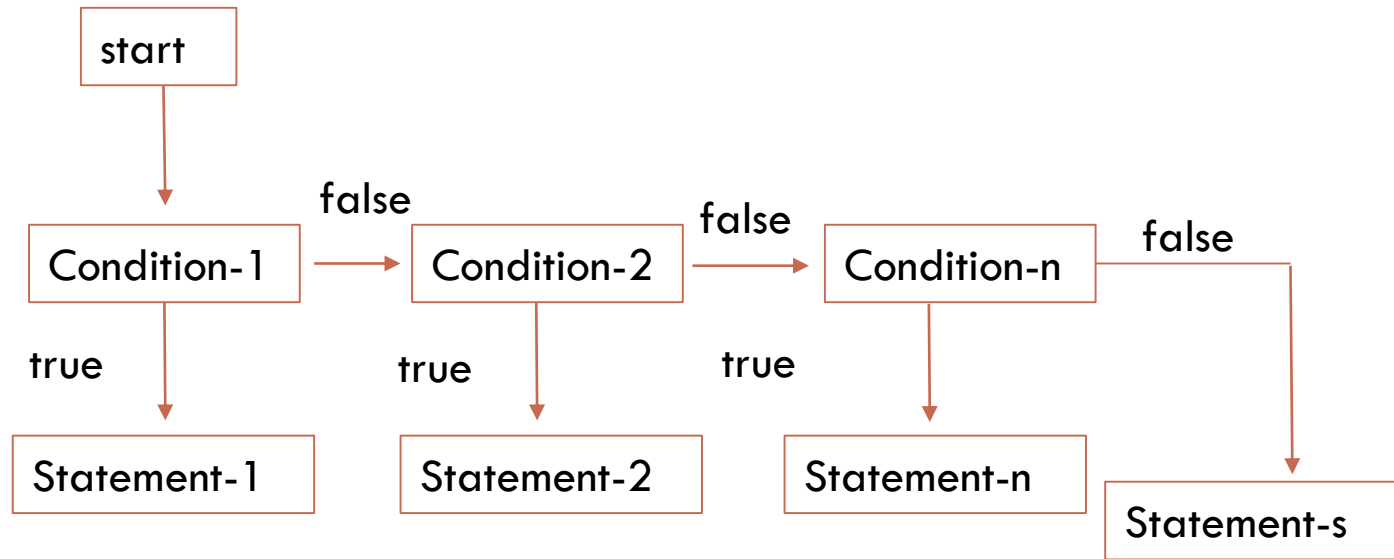 start
false
false
false
Condition-1
Condition-2
Condition-n
true
true
true
Statement-1
Statement-2
Statement-n
Statement-s